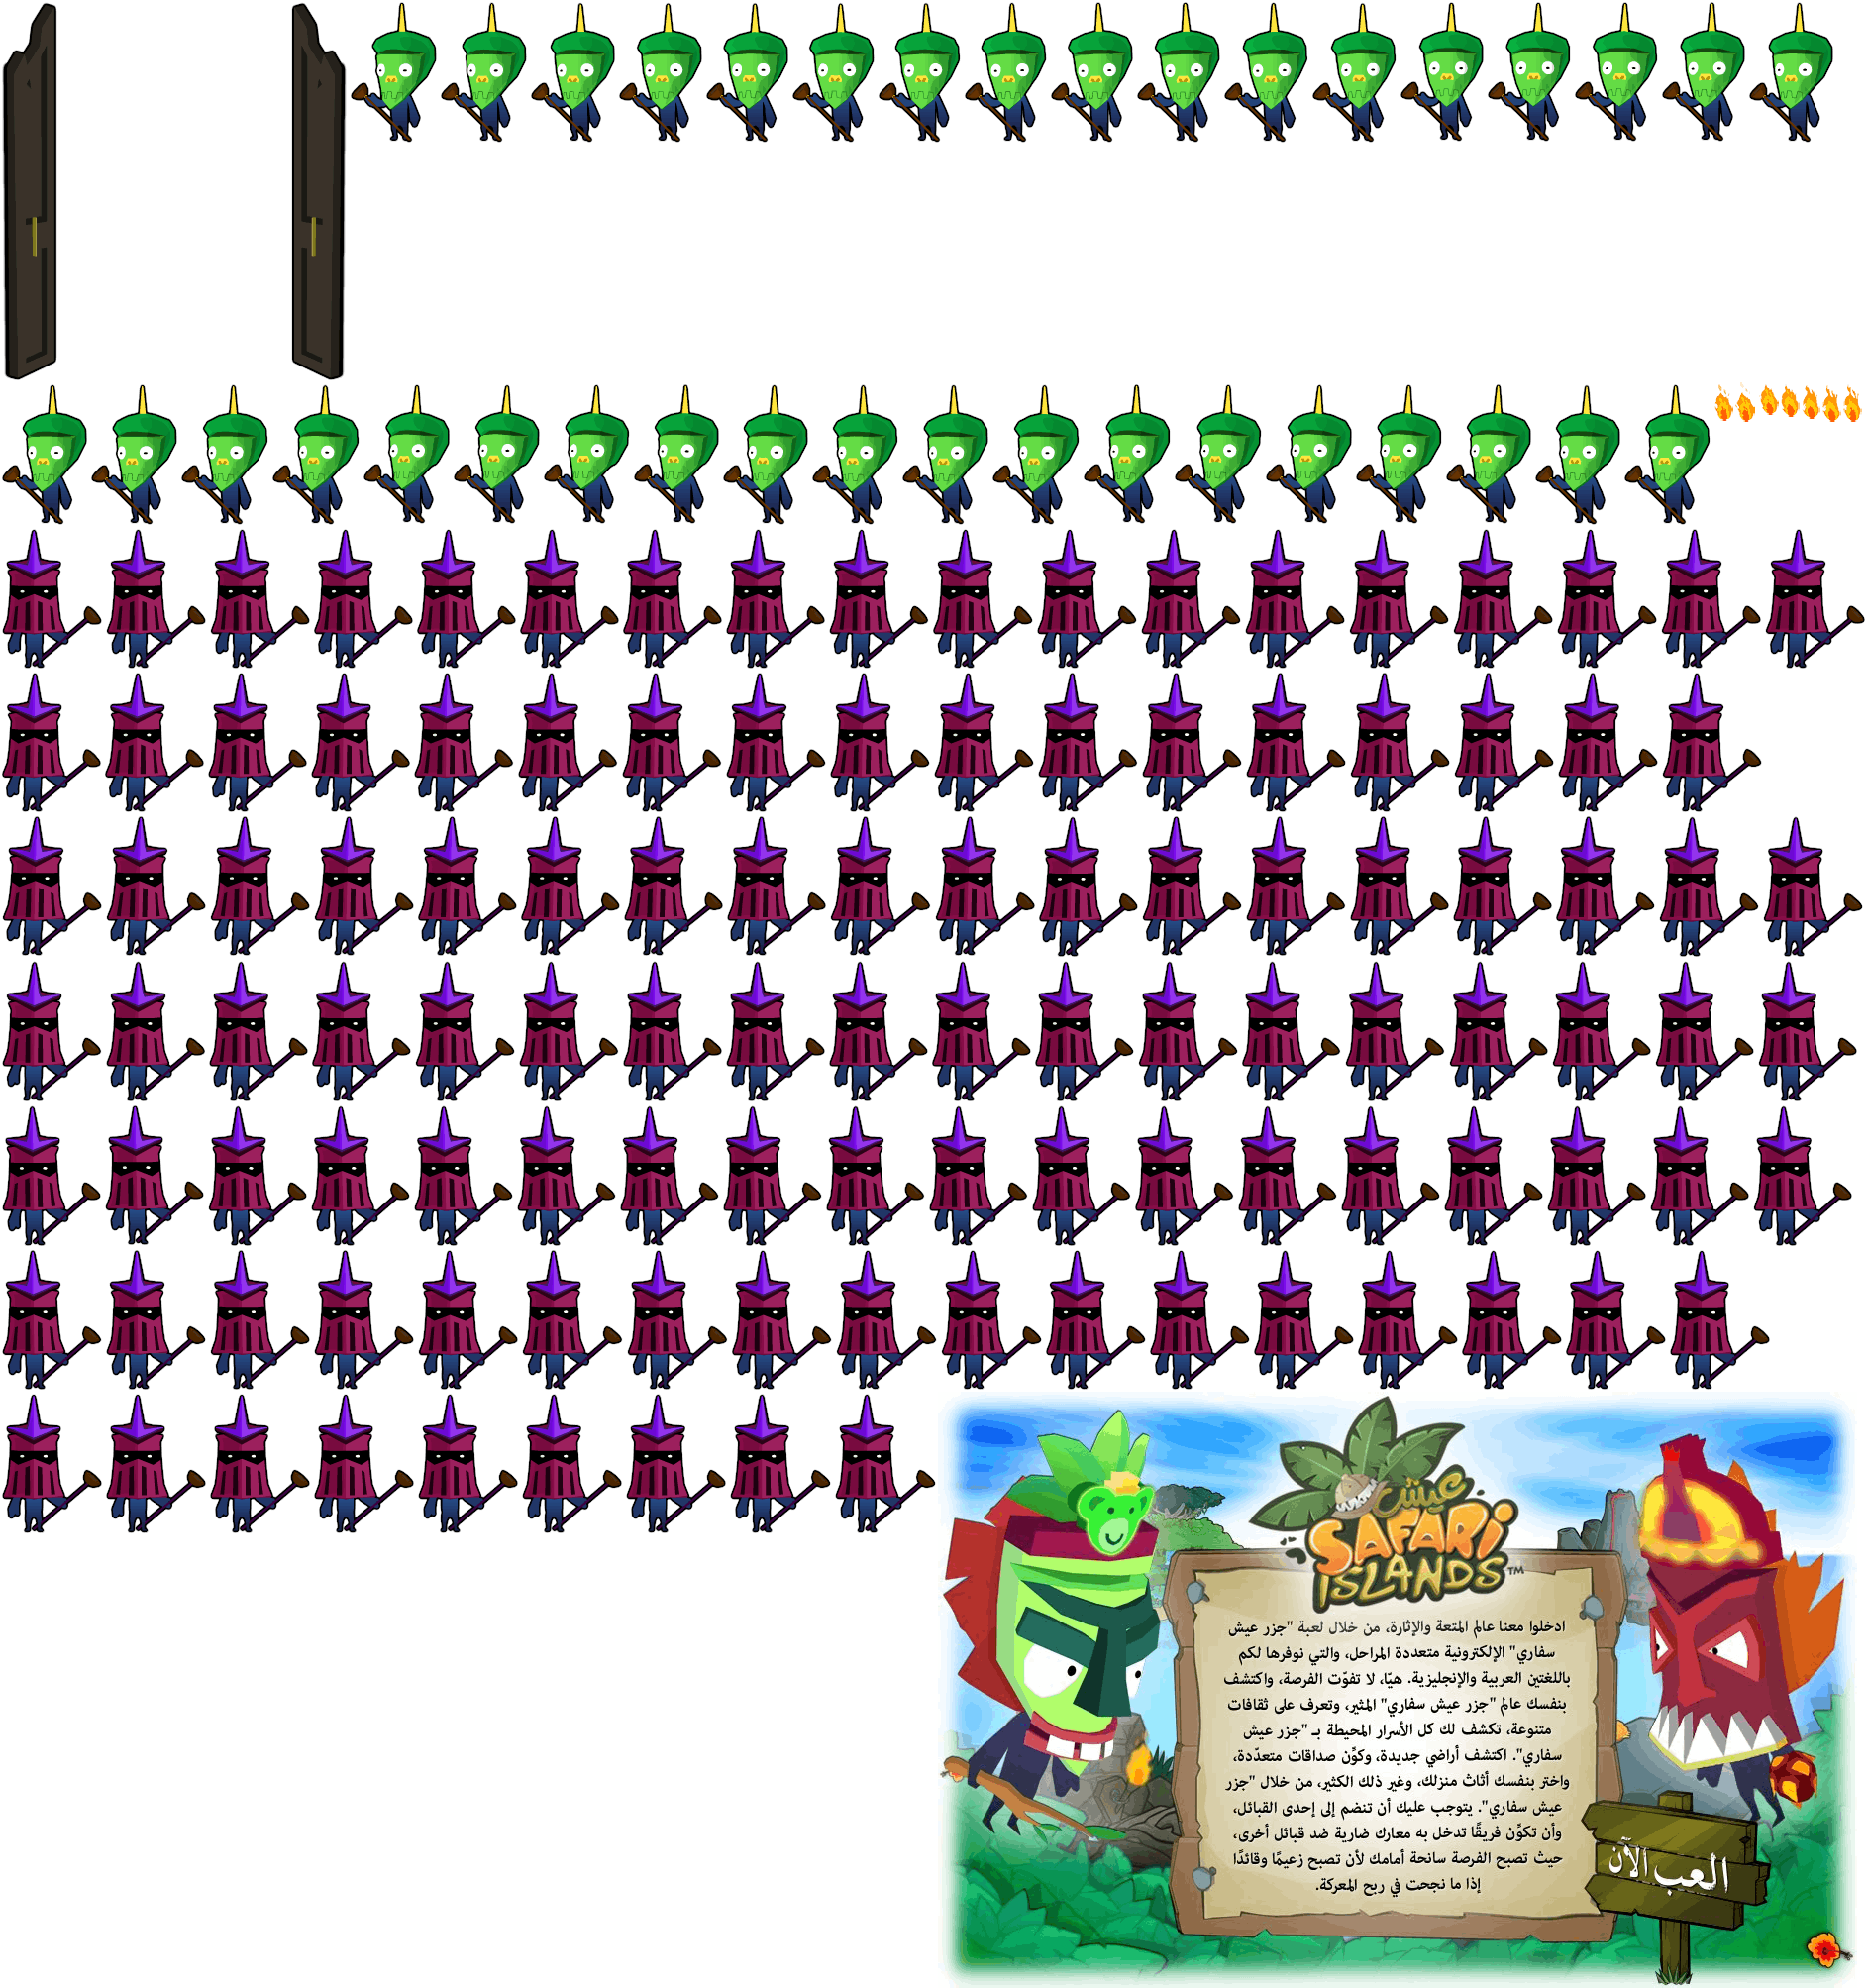 عيش
SAFARI
ISLANDS™
ادخلوا معنا عالم المتعة والإثارة، من خلال لعبة "جزر عيش
سفاري" الإلكترونية متعددة المراحل، والتي نوفرها لكم
باللغتين العربية والإنجليزية. هيّا، لا تفوّت الفرصة، واكتشف
بنفسك عالم "جزر عيش سفاري" المثير، وتعرف على ثقافات
متنوعة، تكشف لك كل الأسرار المحيطة بـ "جزر عيش
سفاري". اكتشف أراضي جديدة، وكوِّن صداقات متعدّدة،
واختر بنفسك أثاث منزلك، وغير ذلك الكثير، من خلال "جزر
عيش سفاري". يتوجب عليك أن تنضم إلى إحدى القبائل،
وأن تكوِّن فريقًا تدخل به معارك ضارية ضد قبائل أخرى،
حيث تصبح الفرصة سانحة أمامك لأن تصبح زعيمًا وقائدًا
إذا ما نجحت في ربح المعركة.
العب الآن